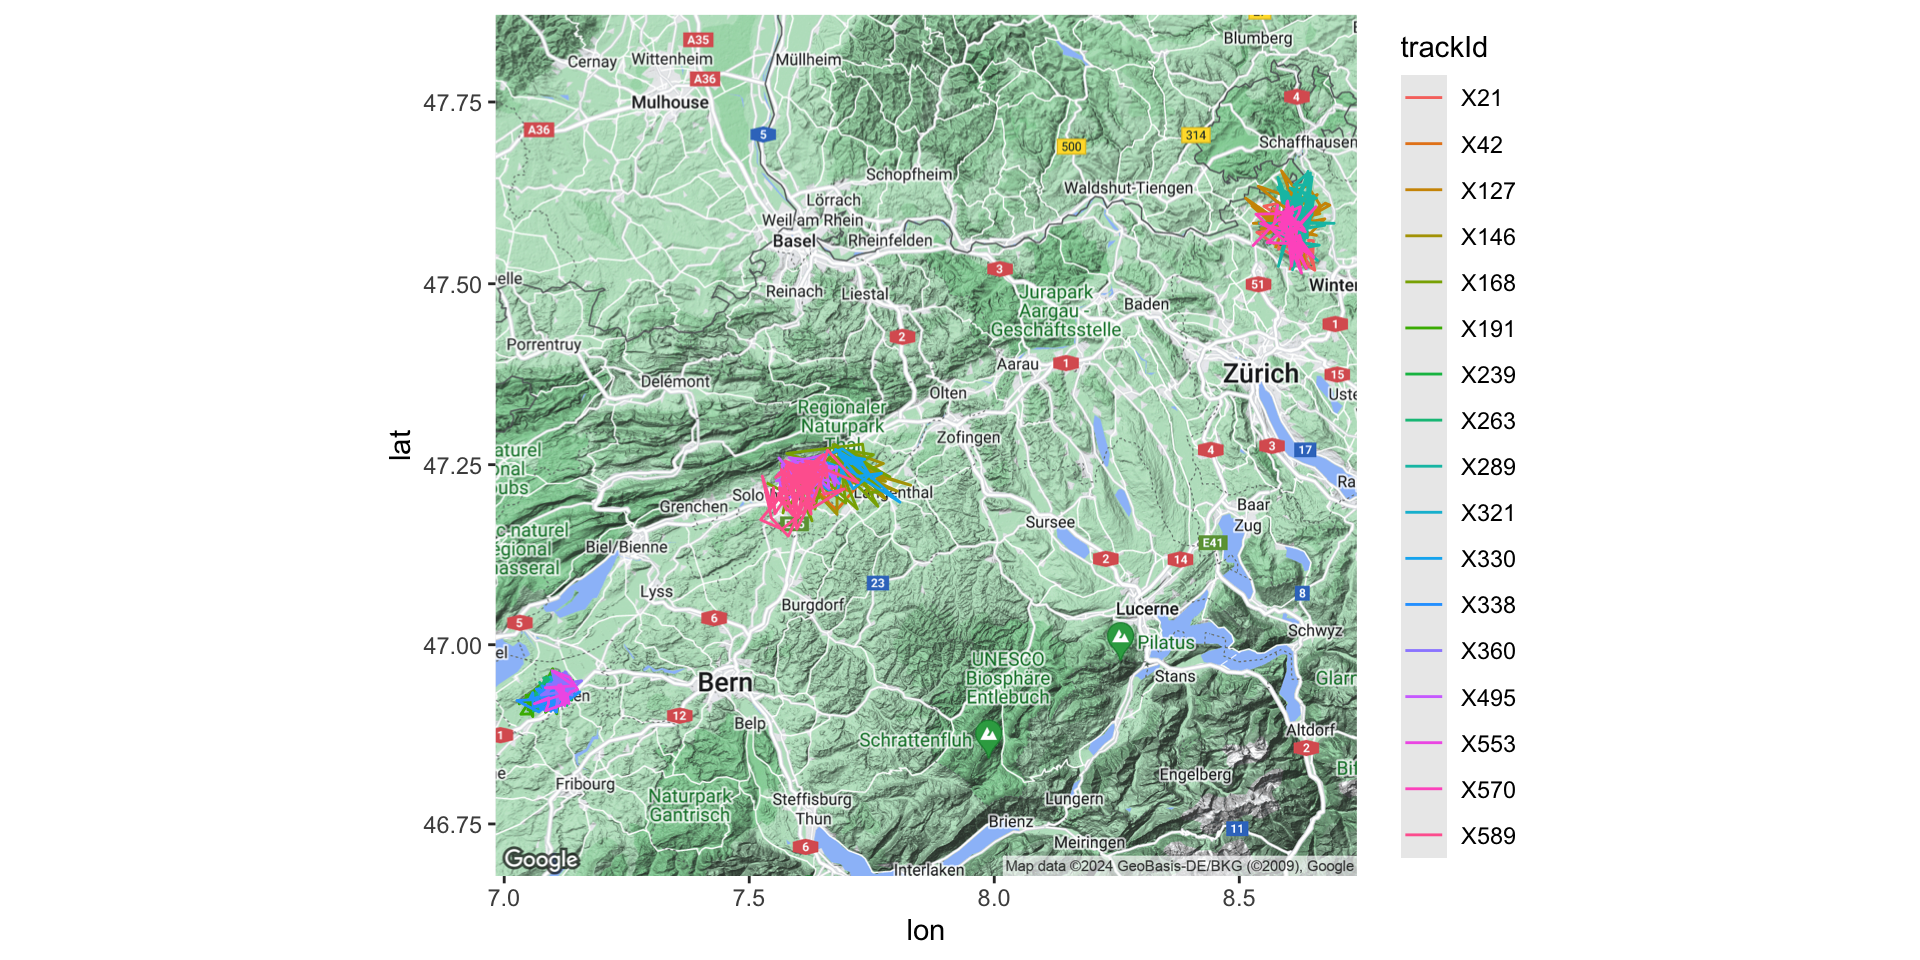 Blumberg
A35
Cernay
Wittenheim
Müllheim
A36
4
Mulhouse
A36
5
314
500
Schaffhausen
Schopfheim
Waldshut-Tiengen
Lörrach
Weil am Rhein
Basel
Rheinfelden
3
elle
51
Winter
Reinach
Liestal
Jurapark
Aargau -
Geschäftsstelle
Baden
1
2
Porrentruy
Aarau
1
Zürich
15
Delémont
Olten
Uste
Regionaler
Naturpark
Thal
Zofingen
4
3
17
aturel
nal
ubs
Ra
Solo
Langenthal
Grenchen
Baar
Zug
Sursee
c-naturel
égional
asseral
Biel/Bienne
E41
2
14
23
8
Lyss
Burgdorf
Lucerne
6
5
Schwyz
Pilatus
el
UNESCO
Biosphäre
Entlebuch
Stans
Glarn
Bern
en
12
Belp
1
Altdorf
Schrattenfluh
2
e
Bif
Engelberg
Fribourg
Naturpark
Gantrisch
Steffisburg
Thun
Lungern
Brienz
11
Meiringen
6
Google
Interlaken
Map data ©2024 GeoBasis-DE/BKG (©2009), Google
47.75
47.50
47.25
47.00
46.75
lat
7.0
7.5
8.0
8.5
lon
trackId
X21
X42
X127
X146
X168
X191
X239
X263
X289
X321
X330
X338
X360
X495
X553
X570
X589